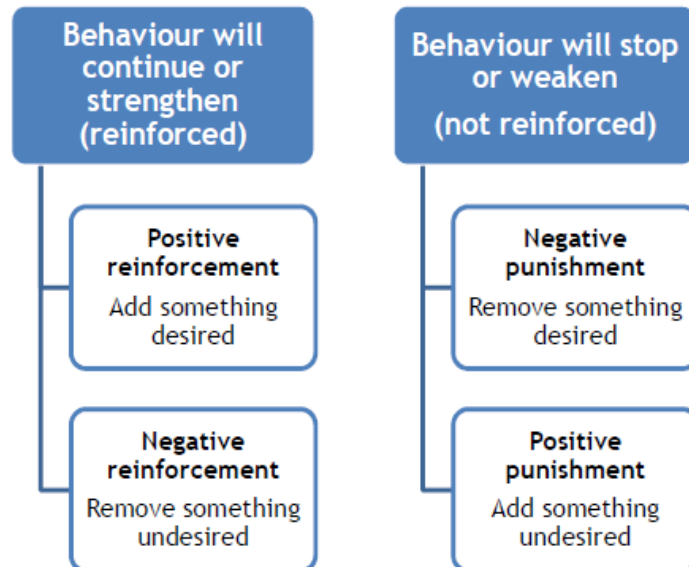 Behaviour will
continue or
strengthen
(reinforced)
Positive
reinforcement
Add something
desired
Negative
reinforcement
Remove something
undesired
Behaviour will stop
or weaken
(not reinforced)
Negative
punishment
Remove something
desired
Positive
punishment
Add something
undesired